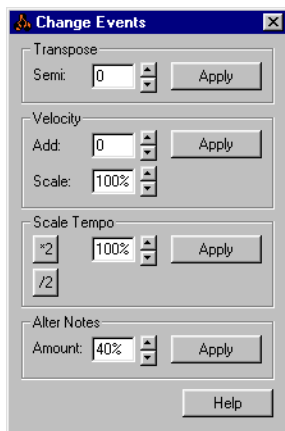 Change Events
Transpose
Semi: 0 Apply
Velocity
Add: 0 Apply
Scale: 100%
Scale Tempo
*2 100% Apply
/2
Alter Notes
Amount: 40% Apply
Help